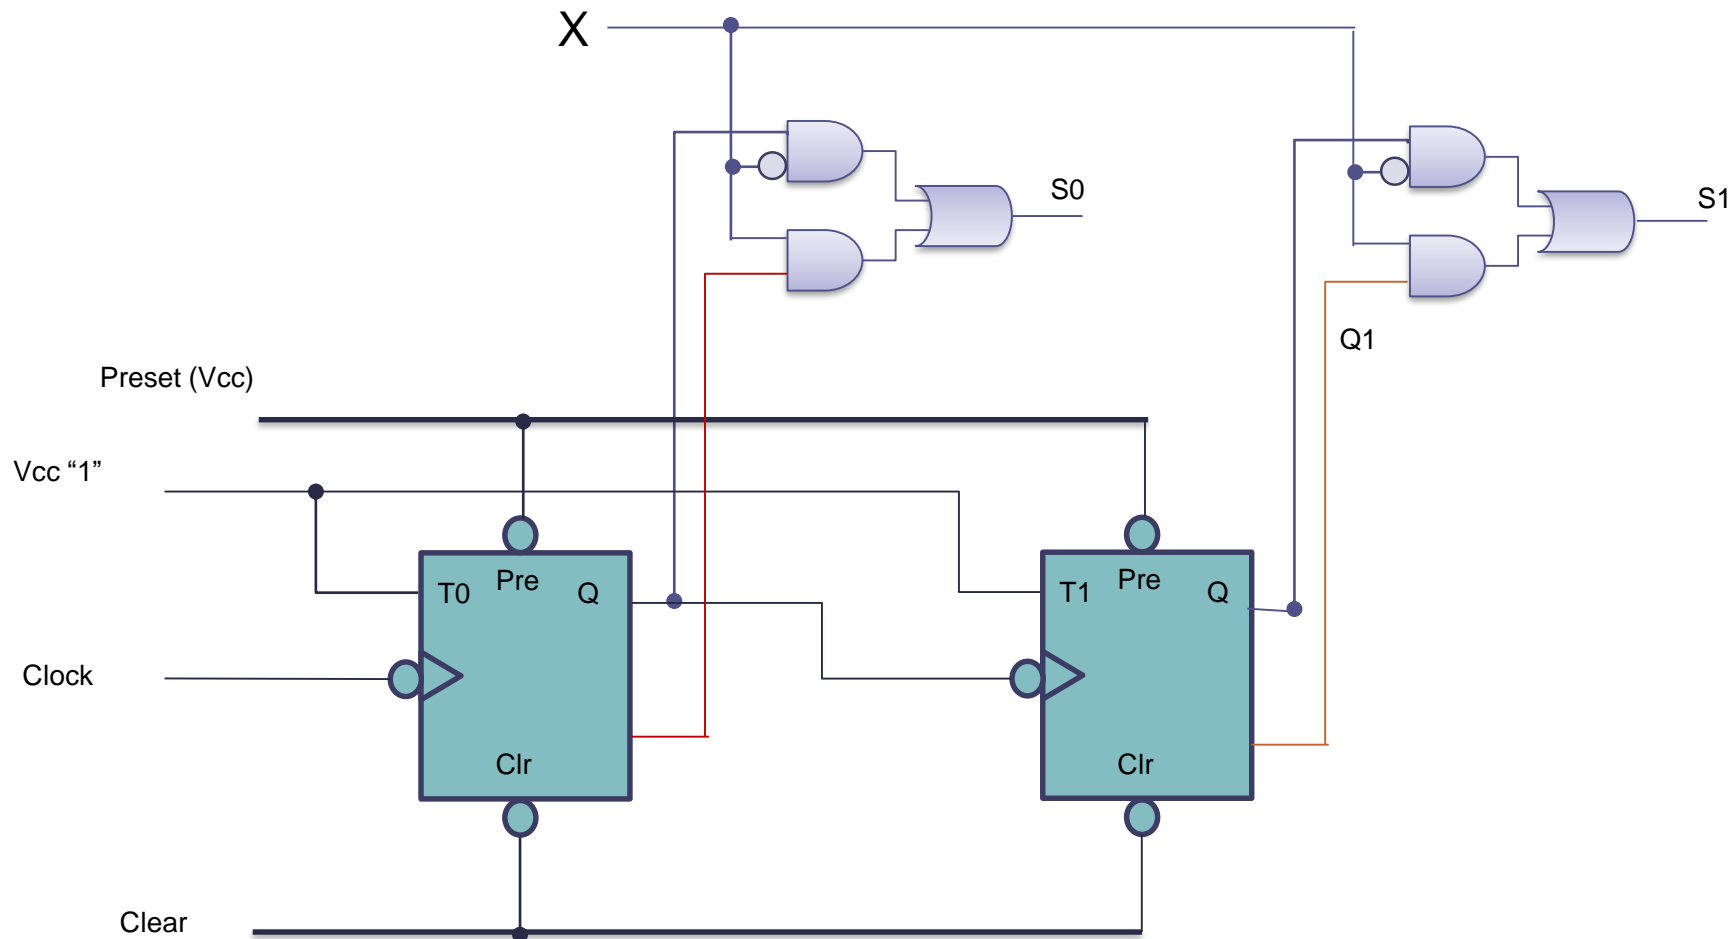 X
S0
S1
Q1
Preset (Vcc)
Vcc “1”
T0
Pre
Q
T1
Pre
Q
Clock
Clr
Clr
Clear